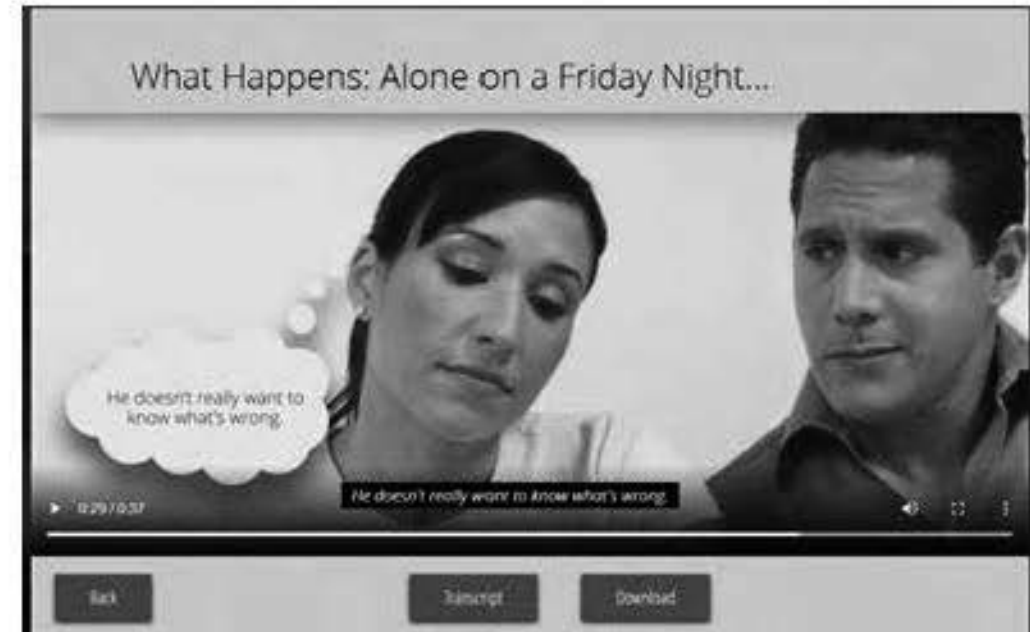 What Happens: Alone on a Friday Night...
He doesn't really want to
know what's wrong.
He doesn't really want to know what's wrong.
0:29 / 0:37
Back
Transcript
Download